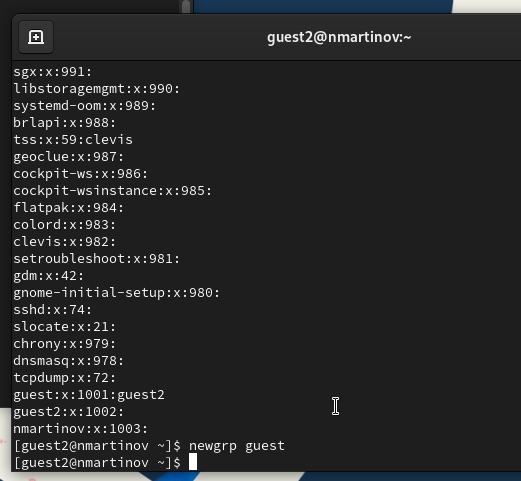 guest2@nmartinov:~
sgx:x:991:
libstoragemgmt:x:990:
systemd-oom:x:989:
brlapi:x:988:
tss:x:59:clevis
geoclue:x:987:
cockpit-ws:x:986:
cockpit-wsinstance:x:985:
flatpak:x:984:
colord:x:983:
clevis:x:982:
setroubleshoot:x:981:
gdm:x:42:
gnome-initial-setup:x:980:
sshd:x:74:
slocate:x:21:
chrony:x:979:
dnsmasq:x:978:
tcpdump:x:72:
guest:x:1001:guest2
guest2:x:1002:
nmartinov:x:1003:
[guest2@nmartinov ~]$ newgrp guest
[guest2@nmartinov ~]$